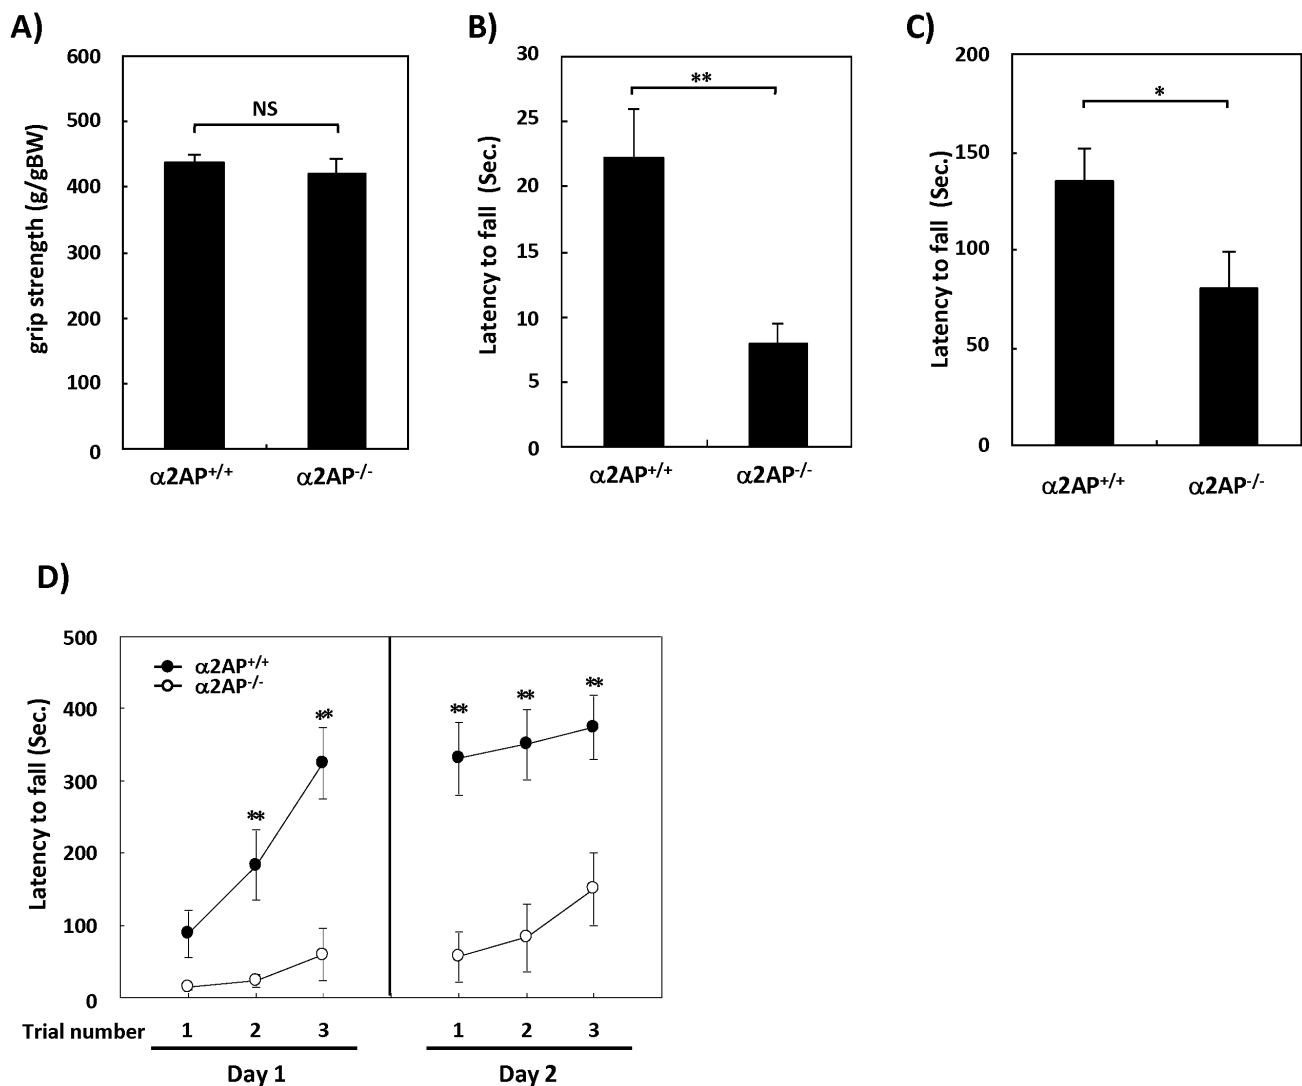 A)
grip strength (g/gBW)
600
500
400
300
200
100
0
NS
α2AP+/+
α2AP-/-
B)
Latency to fall (Sec.)
30
25
20
15
10
5
0
**
α2AP+/+
α2AP-/-
C)
Latency to fall (Sec.)
200
150
100
50
0
*
α2AP+/+
α2AP-/-
D)
Latency to fall (Sec.)
500
400
300
200
100
0
α2AP+/+
α2AP-/-
**
**
**
**
**
Trial number 1 2 3 1 2 3
Day 1 Day 2